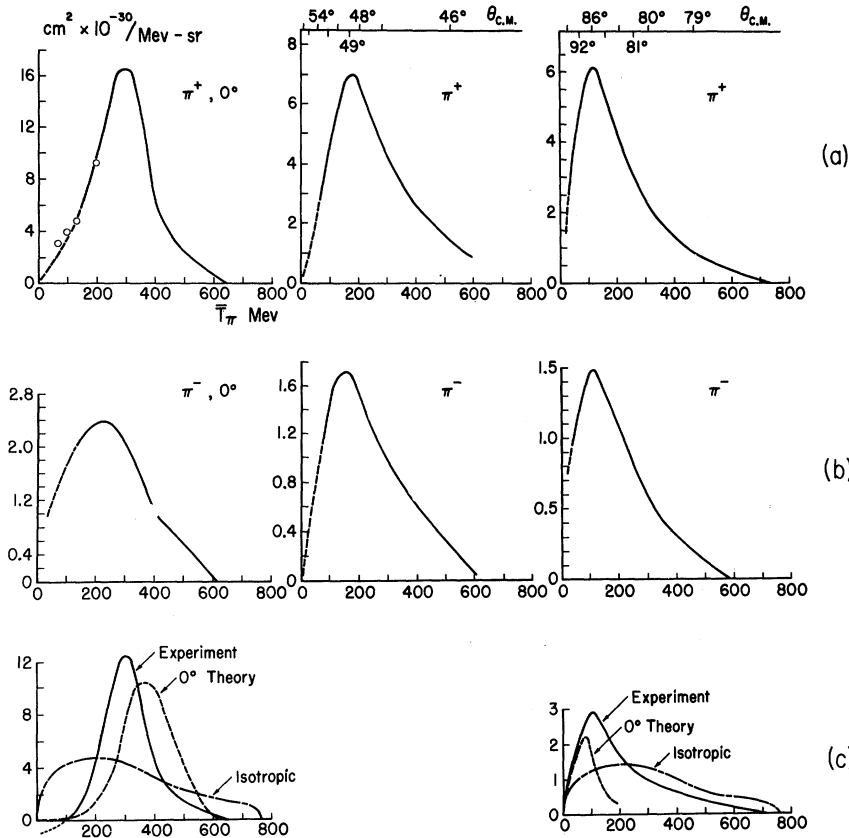 cm² × 10⁻³⁰/Mev – sr
54° 48° 46° θC.M.
49°
86° 80° 79° θC.M.
92° 81°
16
12
8
4
0
π⁺, 0°
0 200 400 600 800
T̅π Mev
8
6
4
2
0
π⁺
0 200 400 600 800
6
4
2
0
π⁺
0 200 400 600 800
(a)
2.8
2.0
1.2
0.4
0
π⁻, 0°
0 200 400 600 800
1.6
1.2
0.8
0.4
0
π⁻
0 200 400 600 800
1.5
1.0
0.5
0
π⁻
0 200 400 600 800
(b)
12
8
4
0
Experiment
0° Theory
Isotropic
0 200 400 600 800
3
2
1
0
Experiment
0° Theory
Isotropic
0 200 400 600 800
(c)